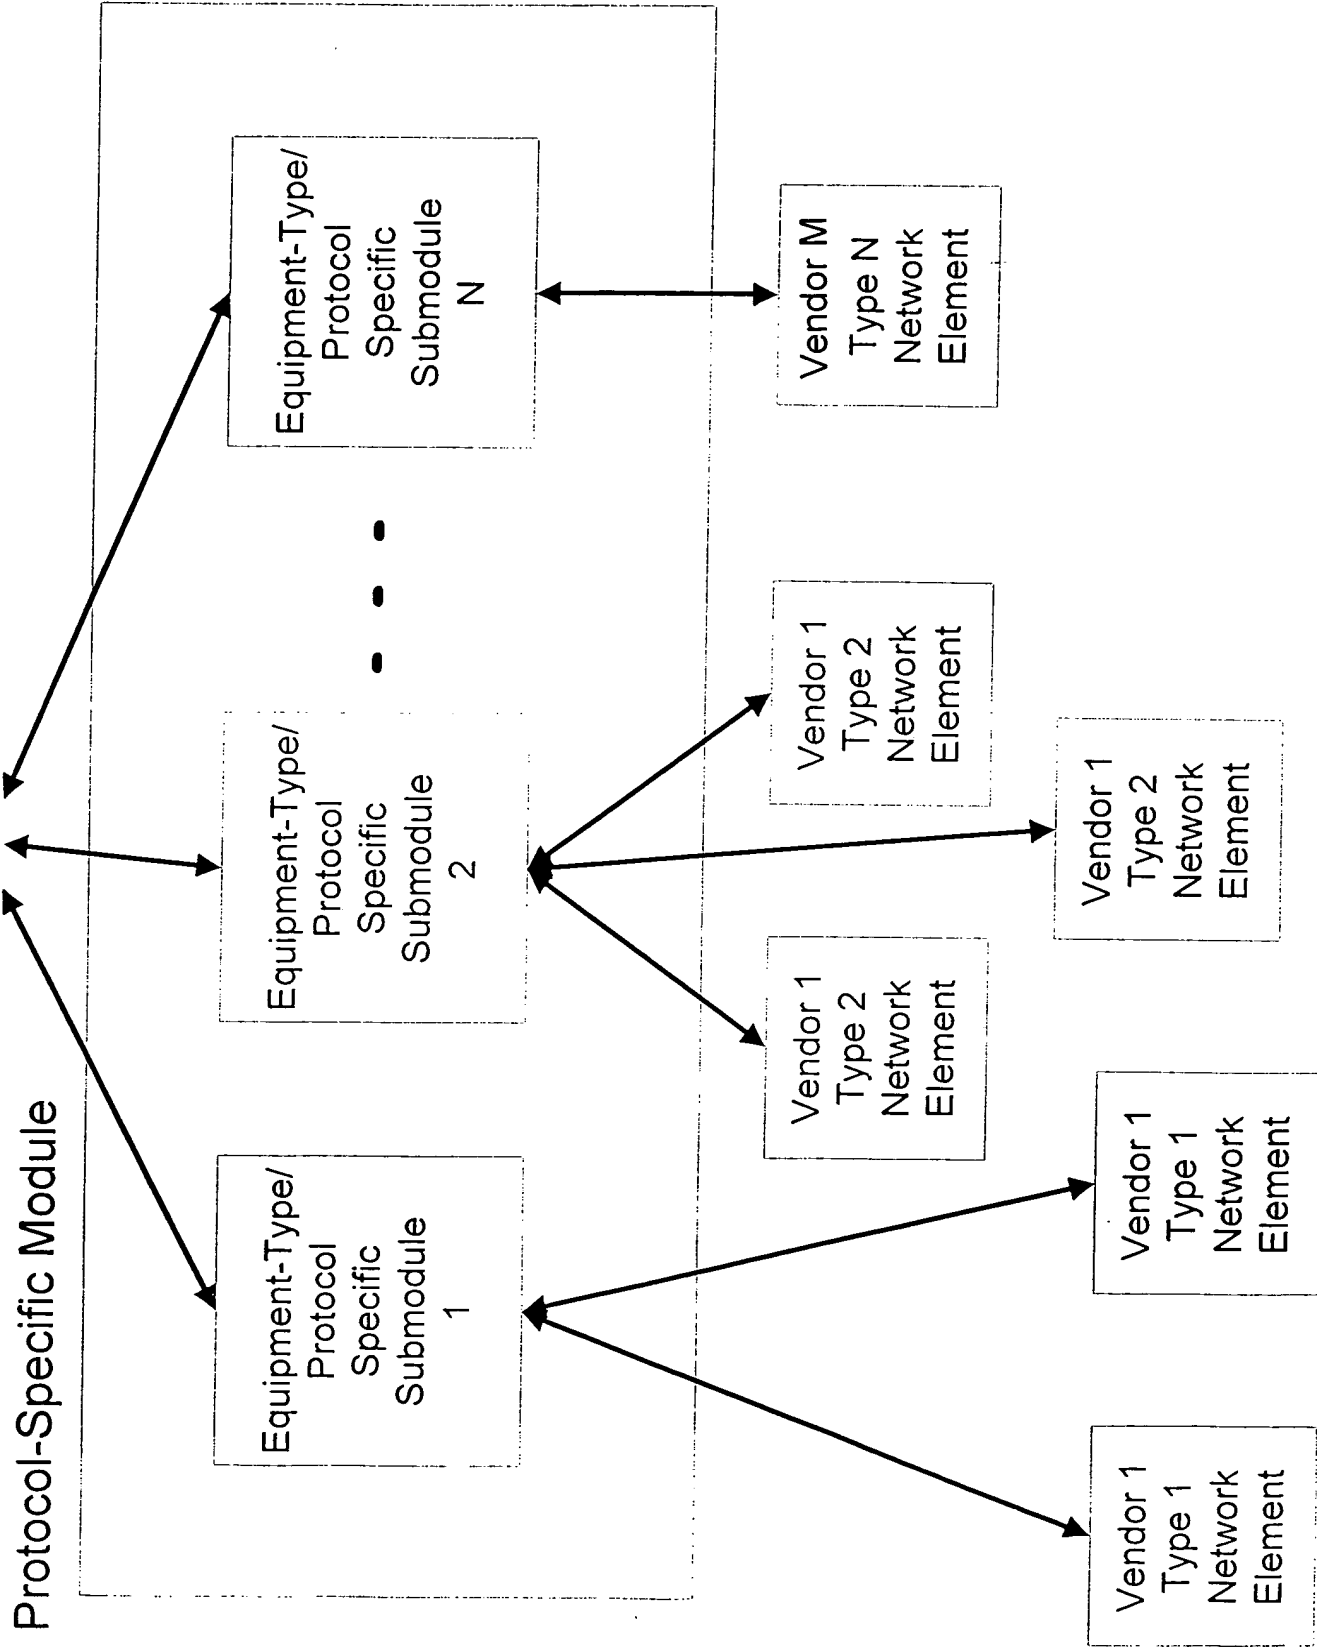 Protocol-Specific Module
Equipment-Type/
Protocol
Specific
Submodule
1
Equipment-Type/
Protocol
Specific
Submodule
2
Equipment-Type/
Protocol
Specific
Submodule
N
Vendor 1
Type 1
Network
Element
Vendor 1
Type 1
Network
Element
Vendor 1
Type 2
Network
Element
Vendor 1
Type 2
Network
Element
Vendor 1
Type 2
Network
Element
Vendor M
Type N
Network
Element